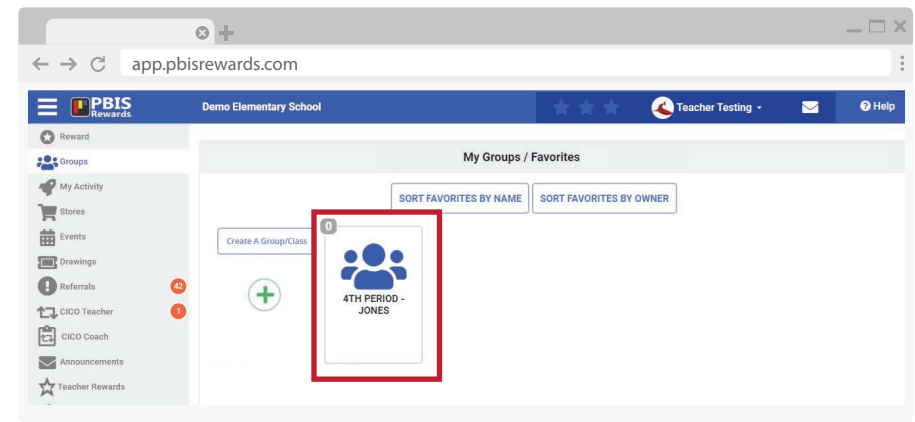 app.pbisrewards.com
PBIS
Rewards
Demo Elementary School
Teacher Testing
Help
Reward
Groups
My Activity
Stores
Events
Drawings
Referrals
42
CICO Teacher
1
CICO Coach
Announcements
Teacher Rewards
My Groups / Favorites
SORT FAVORITES BY NAME
SORT FAVORITES BY OWNER
Create A Group/Class
0
4TH PERIOD -
JONES